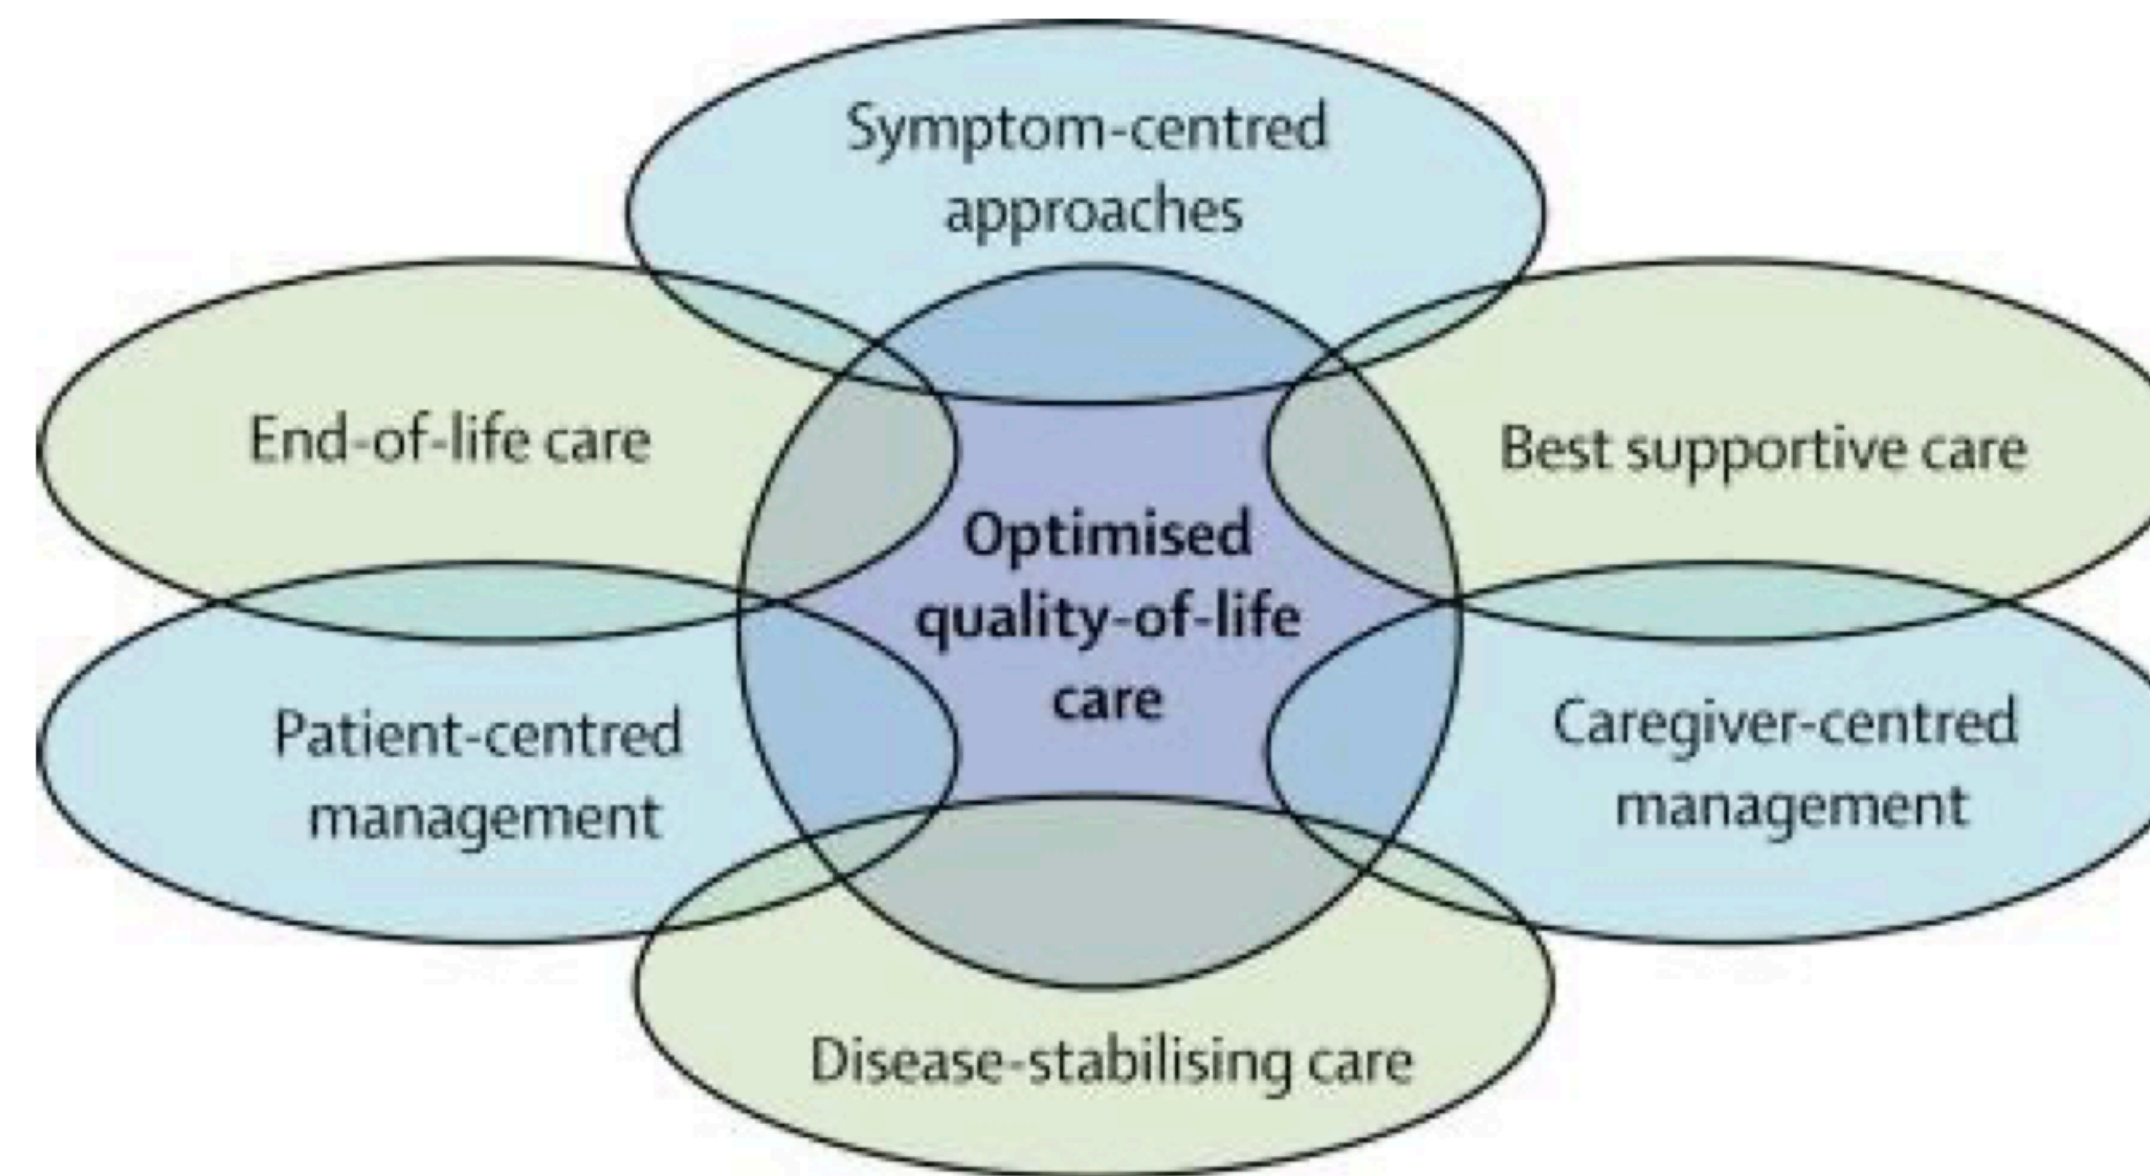 Symptom-centred
approaches
End-of-life care
Best supportive care
Optimised
quality-of-life
care
Patient-centred
management
Caregiver-centred
management
Disease-stabilising care